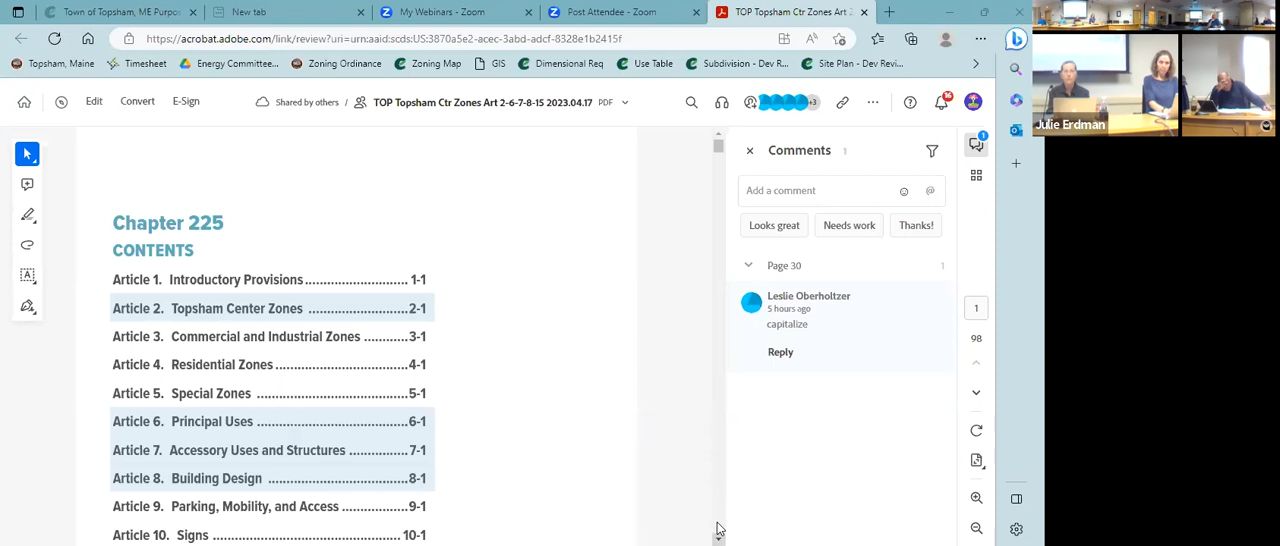 Town of Topsham, ME Purpo
New tab
My Webinars - Zoom
Post Attendee - Zoom
TOP Topsham Ctr Zones Art 2
https://acrobat.adobe.com/link/review?uri=urn:aaid:scds:US:3870a5e2-acec-3abd-adcf-8328e1b2415f
Topsham, Maine
Timesheet
Energy Committee...
Zoning Ordinance
Zoning Map
GIS
Dimensional Req
Use Table
Subdivision - Dev R...
Site Plan - Dev Revi...
Edit
Convert
E-Sign
Shared by others
TOP Topsham Ctr Zones Art 2-6-7-8-15 2023.04.17
PDF
+3
16
Julie Erdman
Chapter 225
CONTENTS
Article 1. Introductory Provisions.......................... 1-1
Article 2. Topsham Center Zones .........................2-1
Article 3. Commercial and Industrial Zones ...........3-1
Article 4. Residential Zones..................................4-1
Article 5. Special Zones ......................................5-1
Article 6. Principal Uses ......................................6-1
Article 7. Accessory Uses and Structures ...............7-1
Article 8. Building Design ...................................8-1
Article 9. Parking, Mobility, and Access .................9-1
Article 10. Signs .................................................10-1
Comments 1
Add a comment
@
Looks great
Needs work
Thanks!
Page 30
1
Leslie Oberholtzer
5 hours ago
capitalize
Reply
1
1
98